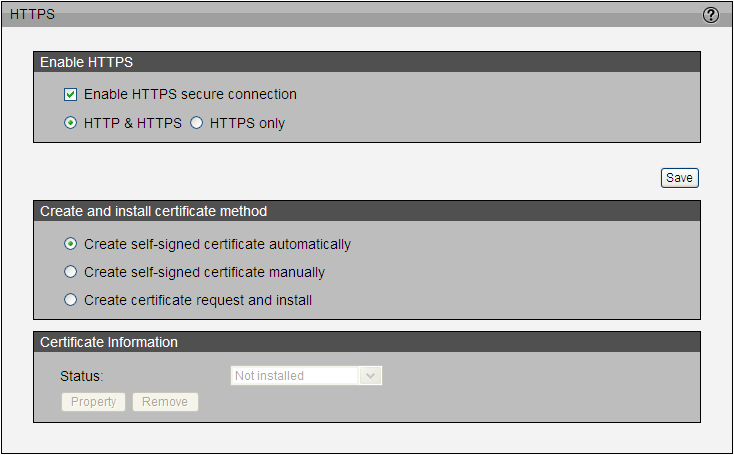 HTTPS ?
Enable HTTPS
Enable HTTPS secure connection
HTTP & HTTPS HTTPS only
Save
Create and install certificate method
Create self-signed certificate automatically
Create self-signed certificate manually
Create certificate request and install
Certificate Information
Status: Not installed
Property Remove